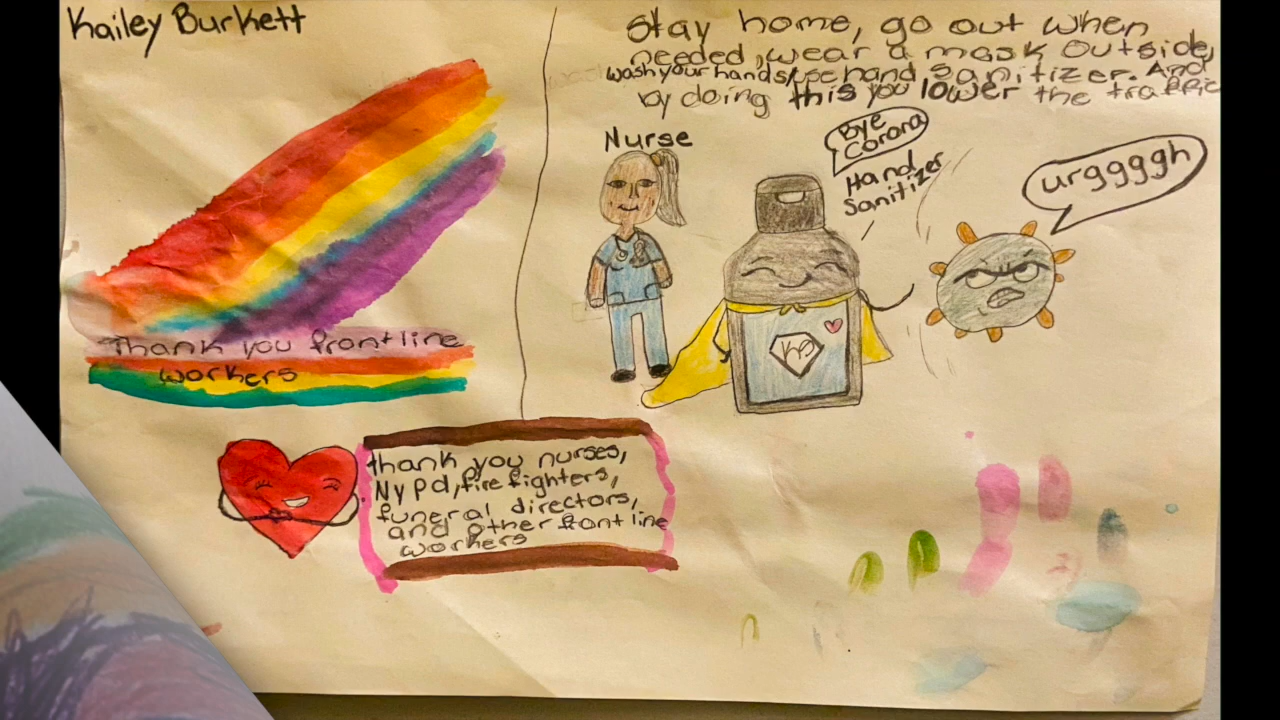 Kailey Burkett
Thank you frontline
workers
Stay home, go out when
needed, wear a mask outside,
wash your hands/use hand sanitizer. And
by doing this you lower the traffic
Nurse
Bye
Corona
Hand
Sanitizer
urggggh
HS
thank you nurses,
NyPd, fire fighters,
funeral directors,
and other frontline
workers